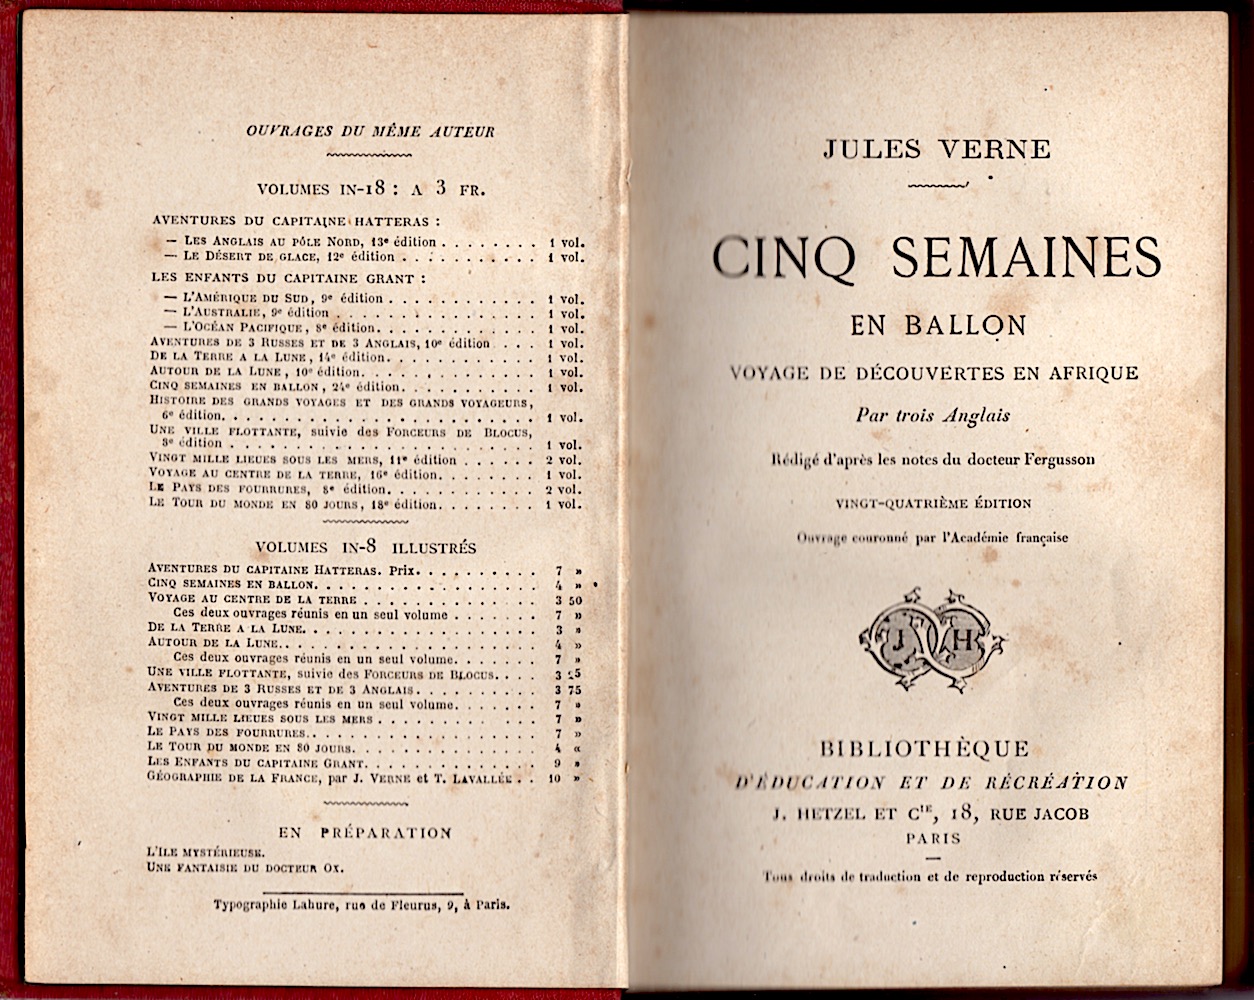 OUVRAGES DU MÊME AUTEUR
VOLUMES IN-18 : A 3 FR.
AVENTURES DU CAPITAINE HATTERAS :
— LES ANGLAIS AU PÔLE NORD, 13e édition . . . . . . . . 1 vol.
— LE DÉSERT DE GLACE, 12e édition . . . . . . . . . . . 1 vol.
LES ENFANTS DU CAPITAINE GRANT :
— L'AMÉRIQUE DU SUD, 9e édition . . . . . . . . . . . . 1 vol.
— L'AUSTRALIE, 9e édition . . . . . . . . . . . . . . . 1 vol.
— L'OCÉAN PACIFIQUE, 8e édition. . . . . . . . . . . . . 1 vol.
AVENTURES DE 3 RUSSES ET DE 3 ANGLAIS, 10e édition . . . 1 vol.
DE LA TERRE A LA LUNE, 14e édition. . . . . . . . . . . . 1 vol.
AUTOUR DE LA LUNE, 10e édition. . . . . . . . . . . . . . 1 vol.
CINQ SEMAINES EN BALLON, 24e édition. . . . . . . . . . . 1 vol.
HISTOIRE DES GRANDS VOYAGES ET DES GRANDS VOYAGEURS,
6e édition. . . . . . . . . . . . . . . . . . . . . . . . 1 vol.
UNE VILLE FLOTTANTE, suivie des FORCEURS DE BLOCUS,
8e édition . . . . . . . . . . . . . . . . . . . . . . . 1 vol.
VINGT MILLE LIEUES SOUS LES MERS, 11e édition . . . . . . 2 vol.
VOYAGE AU CENTRE DE LA TERRE, 16e édition. . . . . . . . 1 vol.
LE PAYS DES FOURRURES, 8e édition. . . . . . . . . . . . 2 vol.
LE TOUR DU MONDE EN 80 JOURS, 18e édition. . . . . . . . 1 vol.
VOLUMES IN-8 ILLUSTRÉS
AVENTURES DU CAPITAINE HATTERAS. Prix. . . . . . . . . . 7 »
CINQ SEMAINES EN BALLON. . . . . . . . . . . . . . . . . 4 »
VOYAGE AU CENTRE DE LA TERRE . . . . . . . . . . . . . . 3 50
Ces deux ouvrages réunis en un seul volume . . . . . . . 7 »
DE LA TERRE A LA LUNE. . . . . . . . . . . . . . . . . . 3 »
AUTOUR DE LA LUNE. . . . . . . . . . . . . . . . . . . . 4 »
Ces deux ouvrages réunis en un seul volume. . . . . . . 7 »
UNE VILLE FLOTTANTE, suivie des FORCEURS DE BLOCUS. . . . 3
AVENTURES DE 3 RUSSES ET DE 3 ANGLAIS. . . . . . . . . . 3 75
Ces deux ouvrages réunis en un seul volume. . . . . . . 7 »
VINGT MILLE LIEUES SOUS LES MERS . . . . . . . . . . . . 7 »
LE PAYS DES FOURRURES. . . . . . . . . . . . . . . . . . 7 »
LE TOUR DU MONDE EN 80 JOURS. . . . . . . . . . . . . . . 4 «
LES ENFANTS DU CAPITAINE GRANT. . . . . . . . . . . . . . 9 »
GÉOGRAPHIE DE LA FRANCE, par J. VERNE et T. LAVALLÉE . . 10 »
EN PRÉPARATION
L'ILE MYSTÉRIEUSE.
UNE FANTAISIE DU DOCTEUR OX.
Typographie Lahure, rue de Fleurus, 9, à Paris.
JULES VERNE
CINQ SEMAINES
EN BALLON
VOYAGE DE DÉCOUVERTES EN AFRIQUE
Par trois Anglais
Rédigé d'après les notes du docteur Fergusson
VINGT-QUATRIÈME ÉDITION
Ouvrage couronné par l'Académie française
J H
BIBLIOTHÈQUE
D'ÉDUCATION ET DE RÉCRÉATION
J. HETZEL ET CIE, 18, RUE JACOB
PARIS
Tous droits de traduction et de reproduction réservés